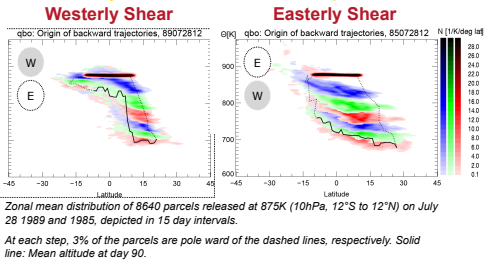 Westerly Shear
Easterly Shear
qbo: Origin of backward trajectories, 89072812
Θ[K]
qbo: Origin of backward trajectories, 85072812
N [1/K/deg lat]
W
E
E
W
900
800
700
600
28.0
24.0
20.0
18.0
16.0
14.0
12.0
10.0
8.0
6.0
4.0
2.0
0.1
-45 -30 -15 0 15 30 45
Latitude
-45 -30 -15 0 15 30 45
Latitude
Zonal mean distribution of 8640 parcels released at 875K (10hPa, 12°S to 12°N) on July
28 1989 and 1985, depicted in 15 day intervals.
At each step, 3% of the parcels are pole ward of the dashed lines, respectively. Solid
line: Mean altitude at day 90.